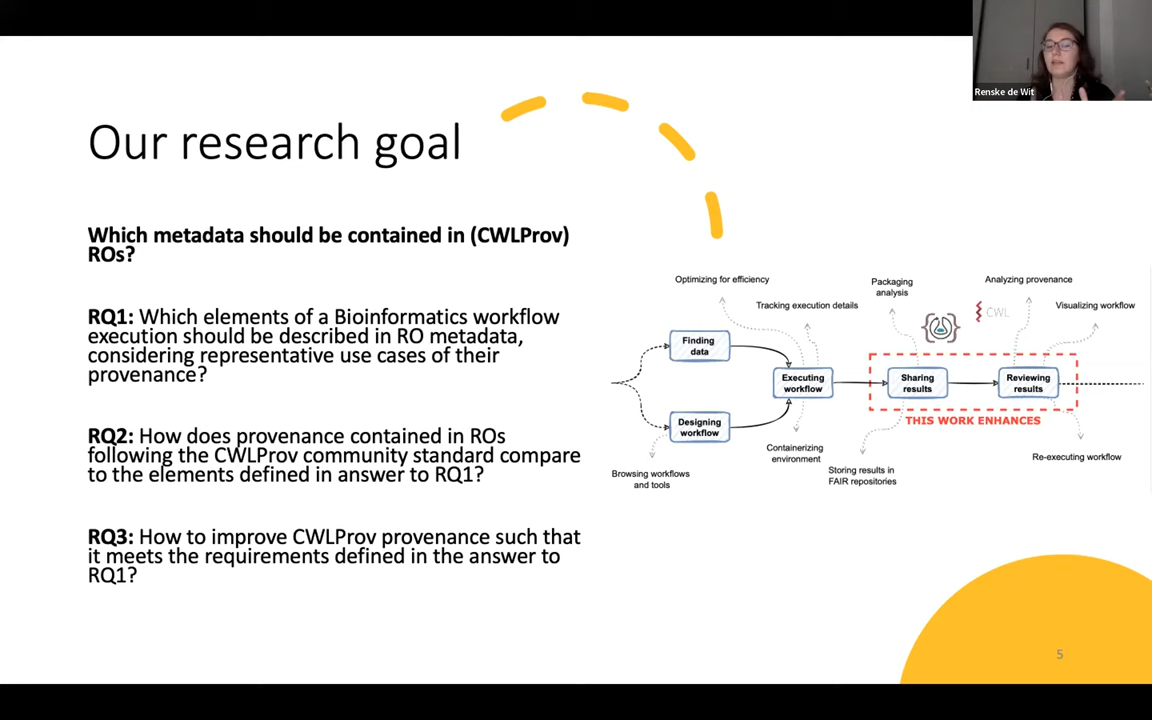 Renske de Wit
Our research goal
Which metadata should be contained in (CWLProv)
ROs?
RQ1: Which elements of a Bioinformatics workflow
execution should be described in RO metadata,
considering representative use cases of their
provenance?
RQ2: How does provenance contained in ROs
following the CWLProv community standard compare
to the elements defined in answer to RQ1?
RQ3: How to improve CWLProv provenance such that
it meets the requirements defined in the answer to
RQ1?
Optimizing for efficiency
Tracking execution details
Packaging
analysis
Analyzing provenance
Visualizing workflow
CWL
Finding
data
Executing
workflow
Sharing
results
Reviewing
results
Designing
workflow
THIS WORK ENHANCES
Browsing workflows
and tools
Containerizing
environment
Storing results in
FAIR repositories
Re-executing workflow
5